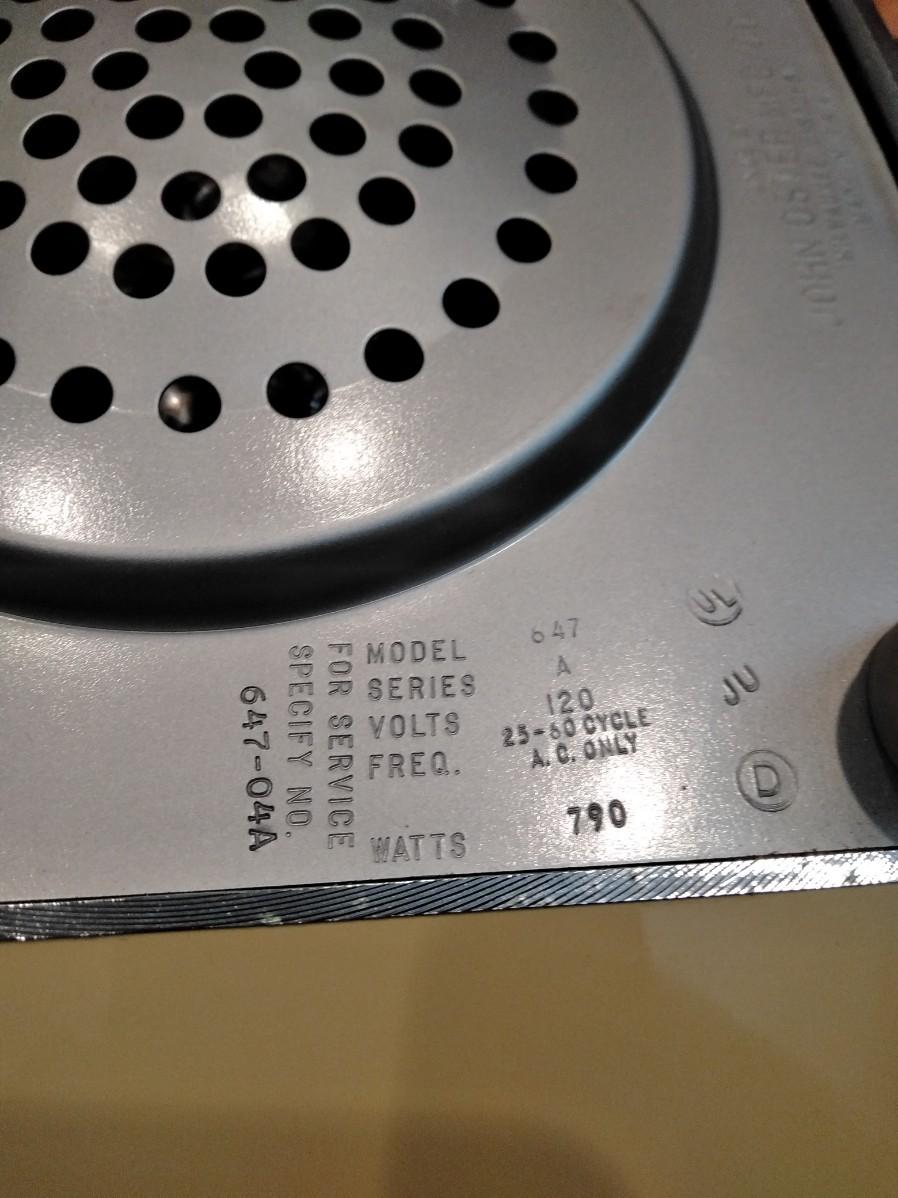 JOHN OSTER MFG
UL
MODEL 647
SERIES A
VOLTS 120
FREQ. 25-60 CYCLE
A.C. ONLY
WATTS 790
JU
D
FOR SERVICE
SPECIFY NO.
647-04A